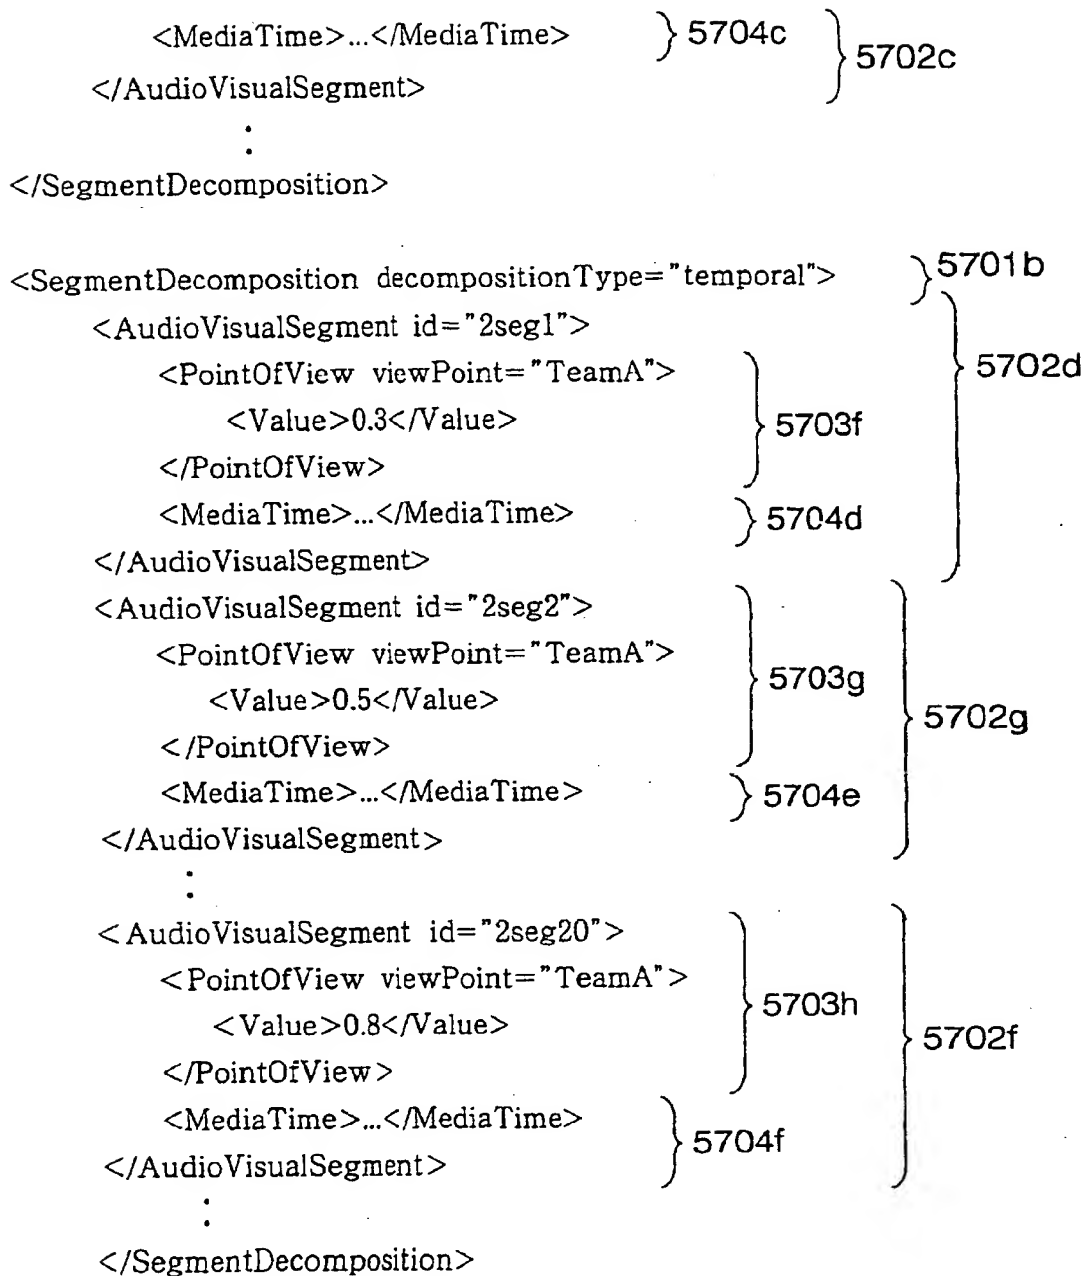 <MediaTime>...</MediaTime> 5704c 5702c
</AudioVisualSegment>
:
</SegmentDecomposition>
<SegmentDecomposition decompositionType="temporal"> 5701b
<AudioVisualSegment id="2seg1"> 5702d
<PointOfView viewPoint="TeamA">
<Value>0.3</Value> 5703f
</PointOfView>
<MediaTime>...</MediaTime> 5704d
</AudioVisualSegment>
<AudioVisualSegment id="2seg2">
<PointOfView viewPoint="TeamA"> 5703g
<Value>0.5</Value> 5702g
</PointOfView>
<MediaTime>...</MediaTime> 5704e
</AudioVisualSegment>
:
<AudioVisualSegment id="2seg20">
<PointOfView viewPoint="TeamA"> 5703h
<Value>0.8</Value> 5702f
</PointOfView>
<MediaTime>...</MediaTime> 5704f
</AudioVisualSegment>
:
</SegmentDecomposition>